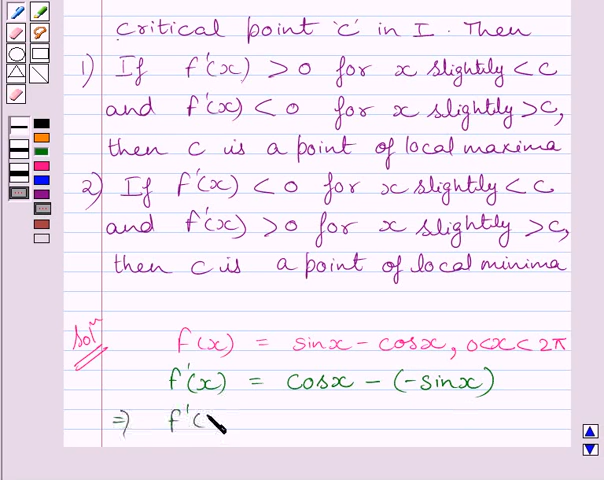 critical point 'c' in I. Then
1) If f'(x) > 0 for x slightly < c
and f'(x) < 0 for x slightly > c,
then c is a point of local maxima
2) If f'(x) < 0 for x slightly < c
and f'(x) > 0 for x slightly > c,
then c is a point of local minima
Solⁿ f(x) = sinx - cosx, 0<x<2π
f'(x) = cosx - (-sinx)
⇒ f'(